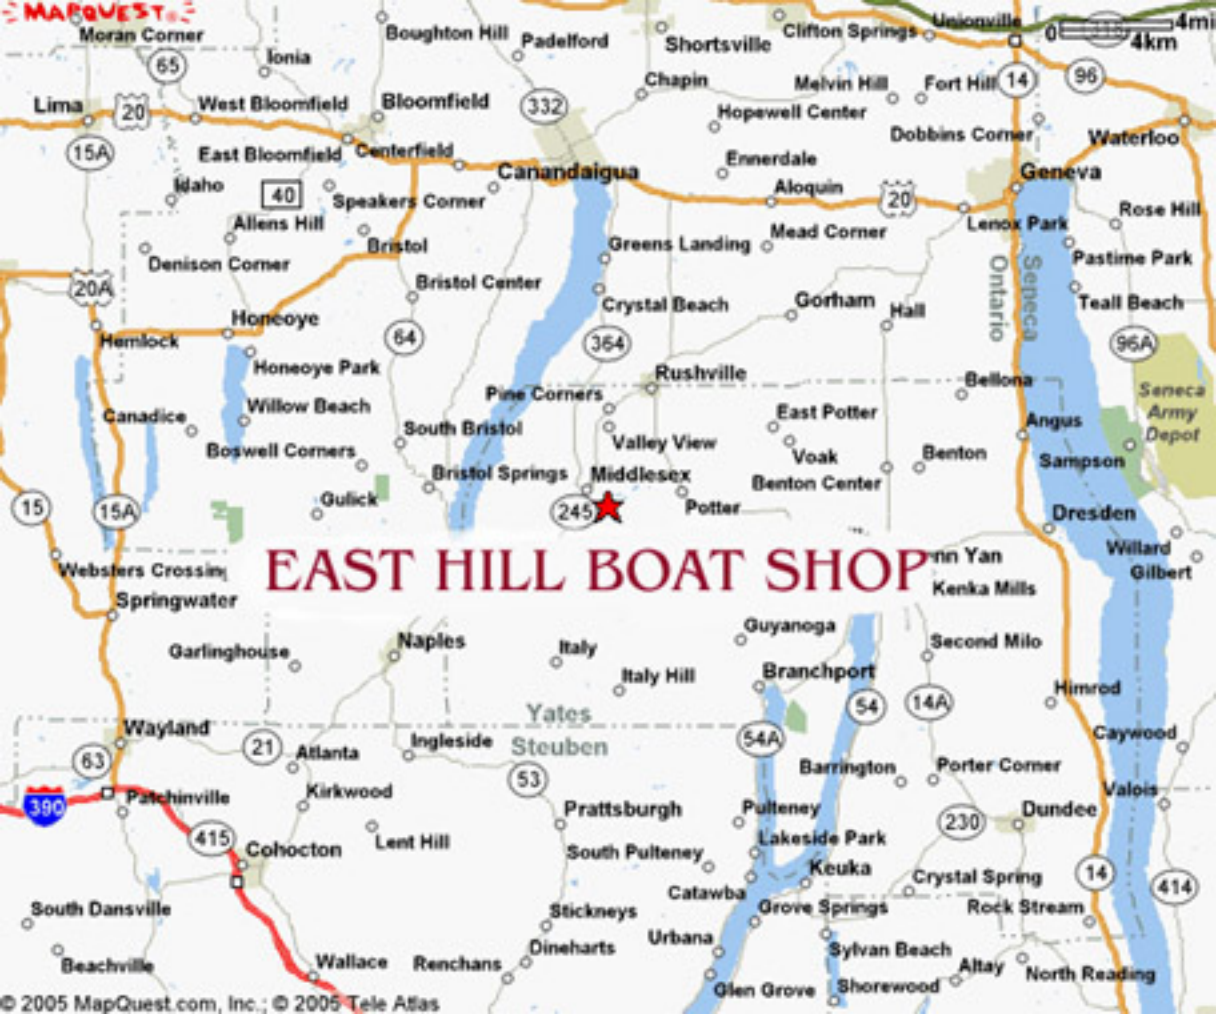 MAPQUEST
Moran Corner
Boughton Hill
Padelford
Shortsville
Clifton Springs
Unionville
318
0
4mi
4km
65
Ionia
Chapin
Melvin Hill
Fort Hill
14
96
Lima
20
West Bloomfield
Bloomfield
332
Hopewell Center
Dobbins Corner
Waterloo
15A
East Bloomfield
Centerfield
Canandaigua
Ennerdale
Geneva
Idaho
40
Speakers Corner
Aloquin
20
Rose Hill
Allens Hill
Bristol
Greens Landing
Mead Corner
Lenox Park
Pastime Park
Denison Corner
20A
Bristol Center
Crystal Beach
Gorham
Hall
Ontario
Seneca
Teall Beach
Honeoye
Hemlock
64
364
96A
Honeoye Park
Rushville
Bellona
Seneca
Army
Depot
Pine Corners
Canadice
Willow Beach
South Bristol
East Potter
Angus
Boswell Corners
Valley View
Voak
Benton
Sampson
Bristol Springs
Middlesex
Benton Center
15
15A
Gulick
245
Potter
Dresden
EAST HILL BOAT SHOP
nn Yan
Willard
Gilbert
Websters Crossing
Kenka Mills
Springwater
Guyanoga
Naples
Italy
Second Milo
Garlinghouse
Italy Hill
Branchport
Himrod
54
14A
Yates
Steuben
Wayland
21
Atlanta
Ingleside
54A
Caywood
63
53
Barrington
Porter Corner
390
Patchinville
Kirkwood
Prattsburgh
Pulteney
Valois
230
Dundee
415
Lent Hill
Cohocton
South Pulteney
Lakeside Park
Keuka
Catawba
Crystal Spring
14
414
South Dansville
Stickneys
Grove Springs
Rock Stream
Urbana
Dineharts
Sylvan Beach
Beachville
Wallace
Renchans
Altay
North Reading
Glen Grove
Shorewood
© 2005 MapQuest.com, Inc.; © 2005 Tele Atlas